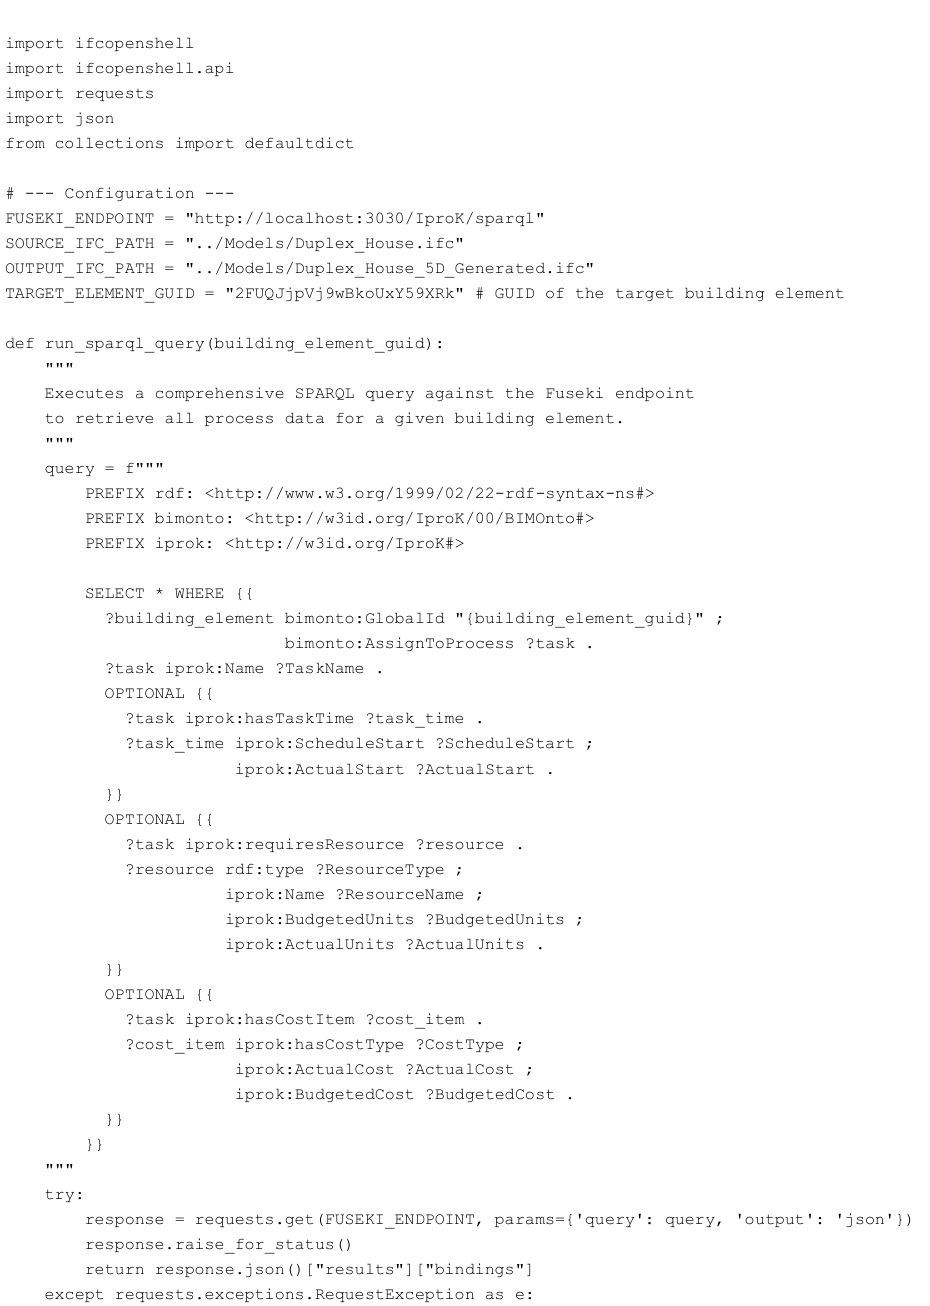 import ifcopenshell
import ifcopenshell.api
import requests
import json
from collections import defaultdict

# --- Configuration ---
FUSEKI_ENDPOINT = "http://localhost:3030/IproK/sparql"
SOURCE_IFC_PATH = "../Models/Duplex_House.ifc"
OUTPUT_IFC_PATH = "../Models/Duplex_House_5D_Generated.ifc"
TARGET_ELEMENT_GUID = "2FUQJjpVj9wBkoUxY59XRk" # GUID of the target building element

def run_sparql_query(building_element_guid):
    """
    Executes a comprehensive SPARQL query against the Fuseki endpoint
    to retrieve all process data for a given building element.
    """
    query = f"""
        PREFIX rdf: <http://www.w3.org/1999/02/22-rdf-syntax-ns#>
        PREFIX bimonto: <http://w3id.org/IproK/00/BIMOnto#>
        PREFIX iprok: <http://w3id.org/IproK#>

        SELECT * WHERE {{
          ?building_element bimonto:GlobalId "{building_element_guid}" ;
                            bimonto:AssignToProcess ?task .
          ?task iprok:Name ?TaskName .
          OPTIONAL {{
            ?task iprok:hasTaskTime ?task_time .
            ?task_time iprok:ScheduleStart ?ScheduleStart ;
                       iprok:ActualStart ?ActualStart .
          }}
          OPTIONAL {{
            ?task iprok:requiresResource ?resource .
            ?resource rdf:type ?ResourceType ;
                      iprok:Name ?ResourceName ;
                      iprok:BudgetedUnits ?BudgetedUnits ;
                      iprok:ActualUnits ?ActualUnits .
          }}
          OPTIONAL {{
            ?task iprok:hasCostItem ?cost_item .
            ?cost_item iprok:hasCostType ?CostType ;
                       iprok:ActualCost ?ActualCost ;
                       iprok:BudgetedCost ?BudgetedCost .
          }}
        }}
    """
    try:
        response = requests.get(FUSEKI_ENDPOINT, params={'query': query, 'output': 'json'})
        response.raise_for_status()
        return response.json()["results"]["bindings"]
    except requests.exceptions.RequestException as e: